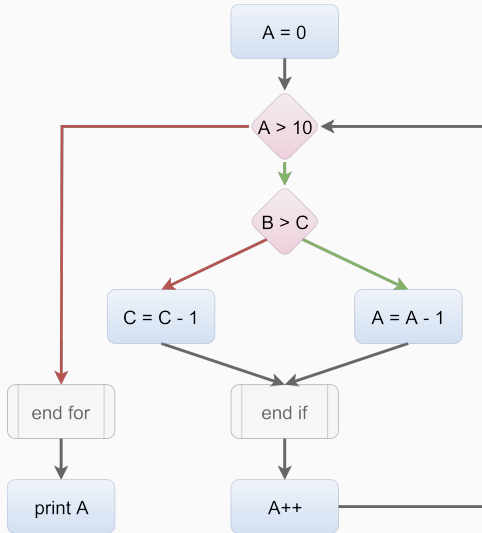 A = 0
A > 10
B > C
C = C - 1
A = A - 1
end for
end if
print A
A++